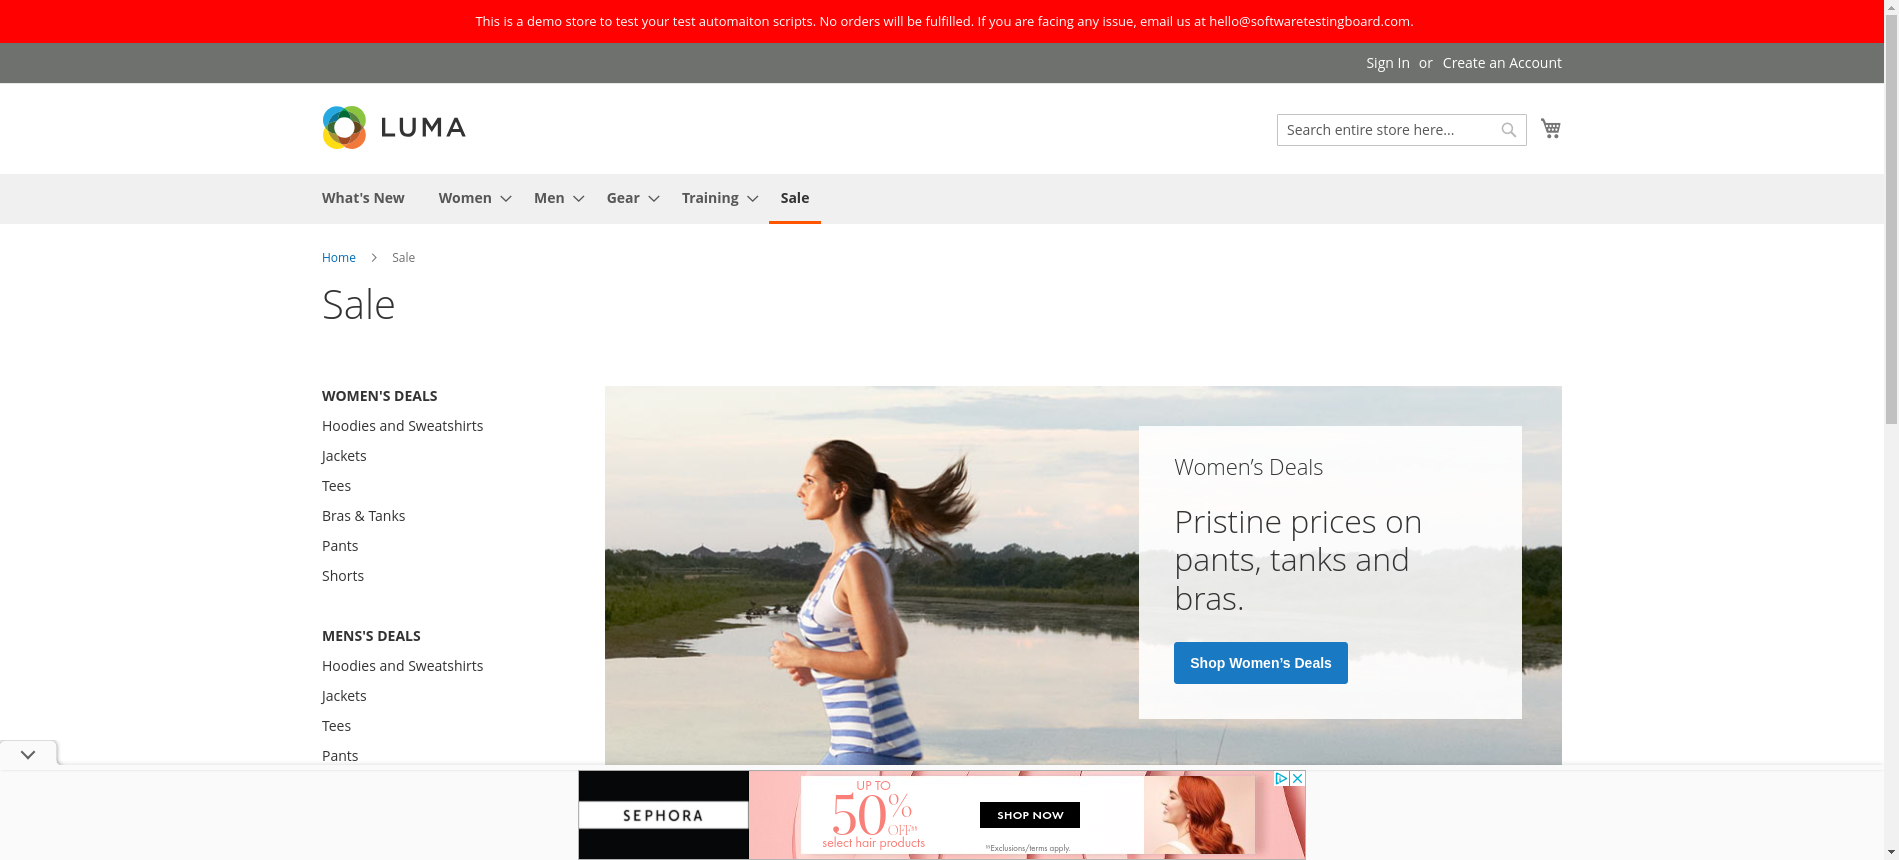 This is a demo store to test your test automaiton scripts. No orders will be fulfilled. If you are facing any issue, email us at hello@softwaretestingboard.com.
Sign In or Create an Account
LUMA
Search entire store here...
What's New Women Men Gear Training Sale
Home Sale
Sale
WOMEN'S DEALS
Hoodies and Sweatshirts
Jackets
Tees
Bras & Tanks
Pants
Shorts
MENS'S DEALS
Hoodies and Sweatshirts
Jackets
Tees
Pants
Women’s Deals
Pristine prices on
pants, tanks and
bras.
Shop Women’s Deals
SEPHORA
UP TO
50%
OFF**
select hair products
SHOP NOW
**Exclusions/terms apply.